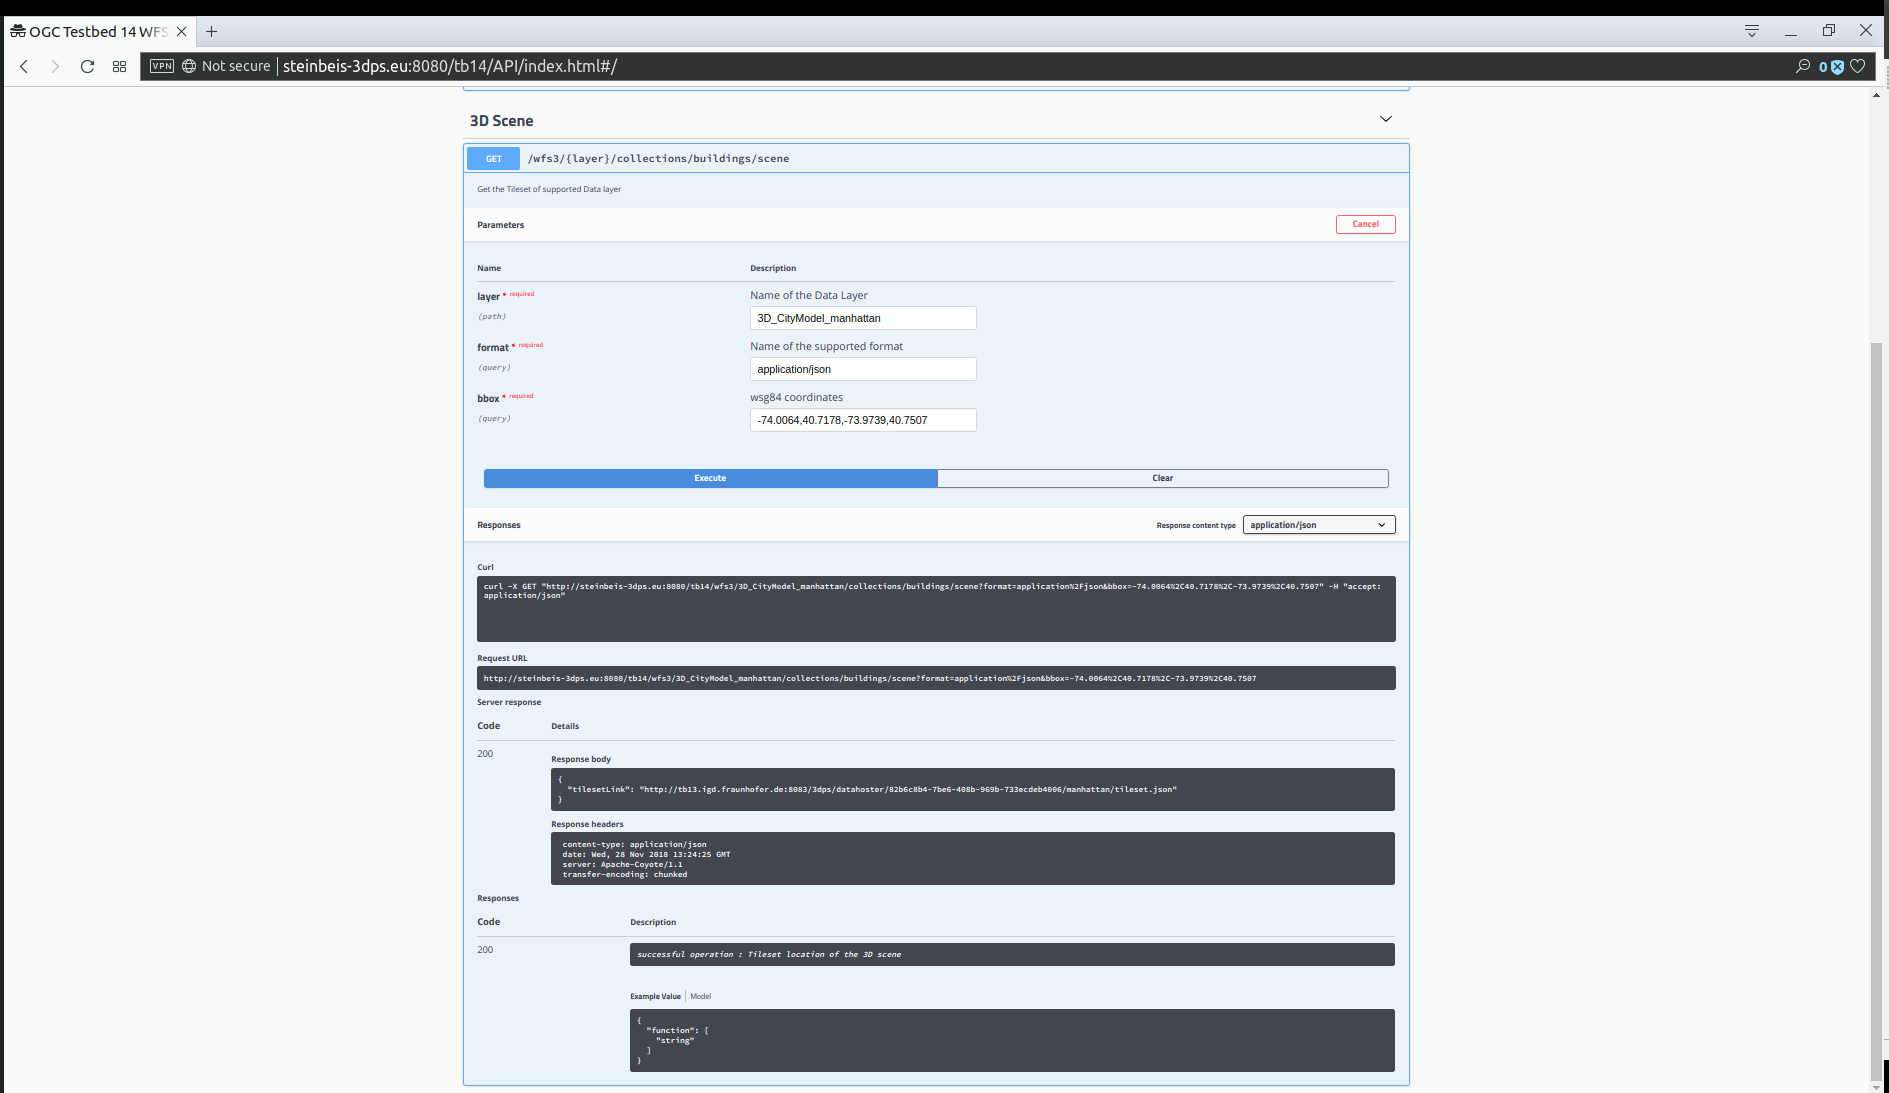 OGC Testbed 14 WFS
VPN Not secure steinbeis-3dps.eu:8080/tb14/API/index.html#/ 0
3D Scene
GET /wfs3/{layer}/collections/buildings/scene
Get the Tileset of supported Data layer
Parameters Cancel
Name Description
layer * required Name of the Data Layer
(path) 3D_CityModel_manhattan
format * required Name of the supported format
(query) application/json
bbox * required wsg84 coordinates
(query) -74.0064,40.7178,-73.9739,40.7507
Execute Clear
Responses Response content type application/json
Curl
curl -X GET "http://steinbeis-3dps.eu:8080/tb14/wfs3/3D_CityModel_manhattan/collections/buildings/scene?format=application%2Fjson&bbox=-74.0064%2C40.7178%2C-73.9739%2C40.7507" -H "accept:
application/json"
Request URL
http://steinbeis-3dps.eu:8080/tb14/wfs3/3D_CityModel_manhattan/collections/buildings/scene?format=application%2Fjson&bbox=-74.0064%2C40.7178%2C-73.9739%2C40.7507
Server response
Code Details
200
Response body
{
"tilesetLink": "http://tb13.igd.fraunhofer.de:8083/3dps/datahoster/82b6c8b4-7be6-408b-969b-733ecdeb4006/manhattan/tileset.json"
}
Response headers
content-type: application/json
date: Wed, 28 Nov 2018 13:24:25 GMT
server: Apache-Coyote/1.1
transfer-encoding: chunked
Responses
Code Description
200
successful operation : Tileset location of the 3D scene
Example Value Model
{
"function": [
"string"
]
}